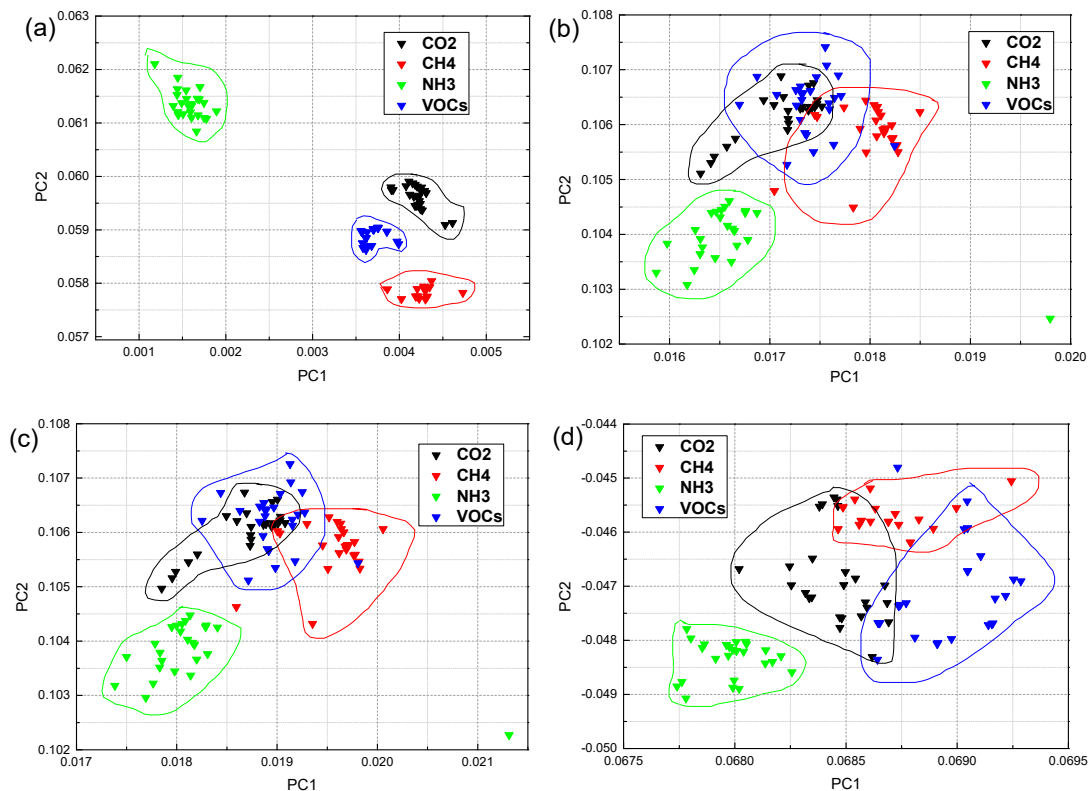 (a)
0.063
0.062
0.061
0.060
0.059
0.058
0.057
PC2
0.001 0.002 0.003 0.004 0.005
PC1
CO2
CH4
NH3
VOCs
(b)
0.108
0.107
0.106
0.105
0.104
0.103
0.102
PC2
0.016 0.017 0.018 0.019 0.020
PC1
CO2
CH4
NH3
VOCs
(c)
0.108
0.107
0.106
0.105
0.104
0.103
0.102
PC2
0.017 0.018 0.019 0.020 0.021
PC1
CO2
CH4
NH3
VOCs
(d)
-0.044
-0.045
-0.046
-0.047
-0.048
-0.049
-0.050
PC2
0.0675 0.0680 0.0685 0.0690 0.0695
PC1
CO2
CH4
NH3
VOCs